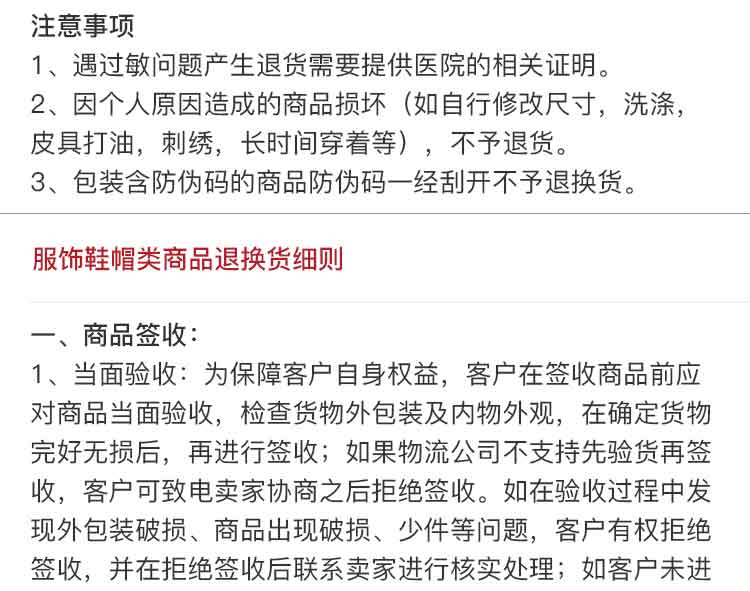 注意事项
1、遇过敏问题产生退货需要提供医院的相关证明。
2、因个人原因造成的商品损坏（如自行修改尺寸，洗涤，
皮具打油，刺绣，长时间穿着等），不予退货。
3、包装含防伪码的商品防伪码一经刮开不予退换货。
服饰鞋帽类商品退换货细则
一、商品签收：
1、当面验收：为保障客户自身权益，客户在签收商品前应
对商品当面验收，检查货物外包装及内物外观，在确定货物
完好无损后，再进行签收；如果物流公司不支持先验货再签
收，客户可致电卖家协商之后拒绝签收。如在验收过程中发
现外包装破损、商品出现破损、少件等问题，客户有权拒绝
签收，并在拒绝签收后联系卖家进行核实处理；如客户未进